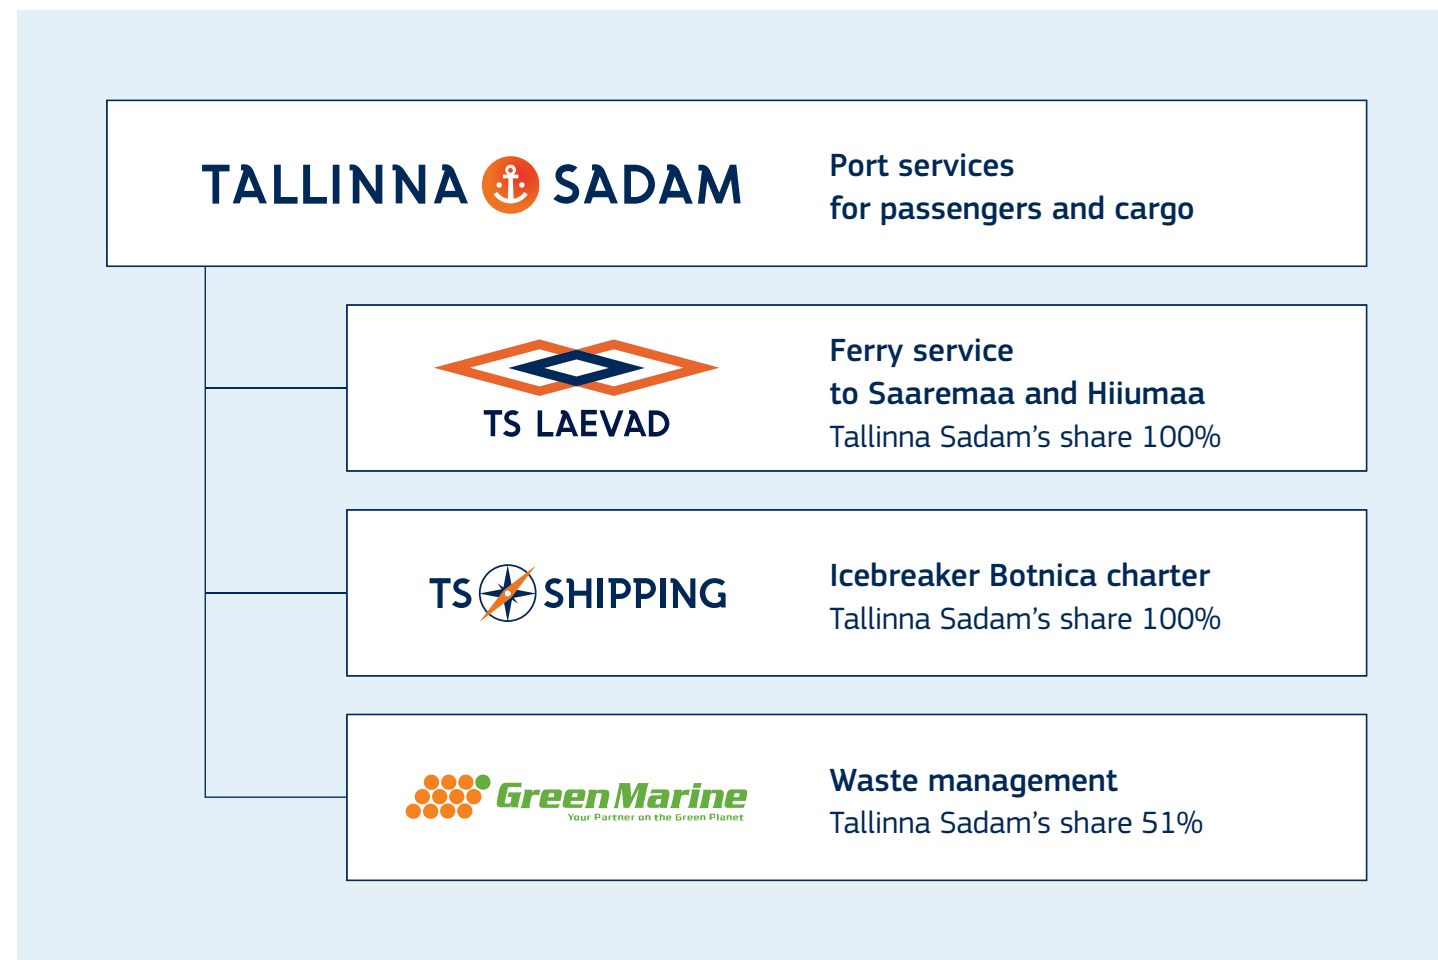 TALLINNA SADAM
Port services
for passengers and cargo
TS LAEVAD
Ferry service
to Saaremaa and Hiiumaa
Tallinna Sadam's share 100%
TS SHIPPING
Icebreaker Botnica charter
Tallinna Sadam's share 100%
Green Marine
Your Partner on the Green Planet
Waste management
Tallinna Sadam's share 51%